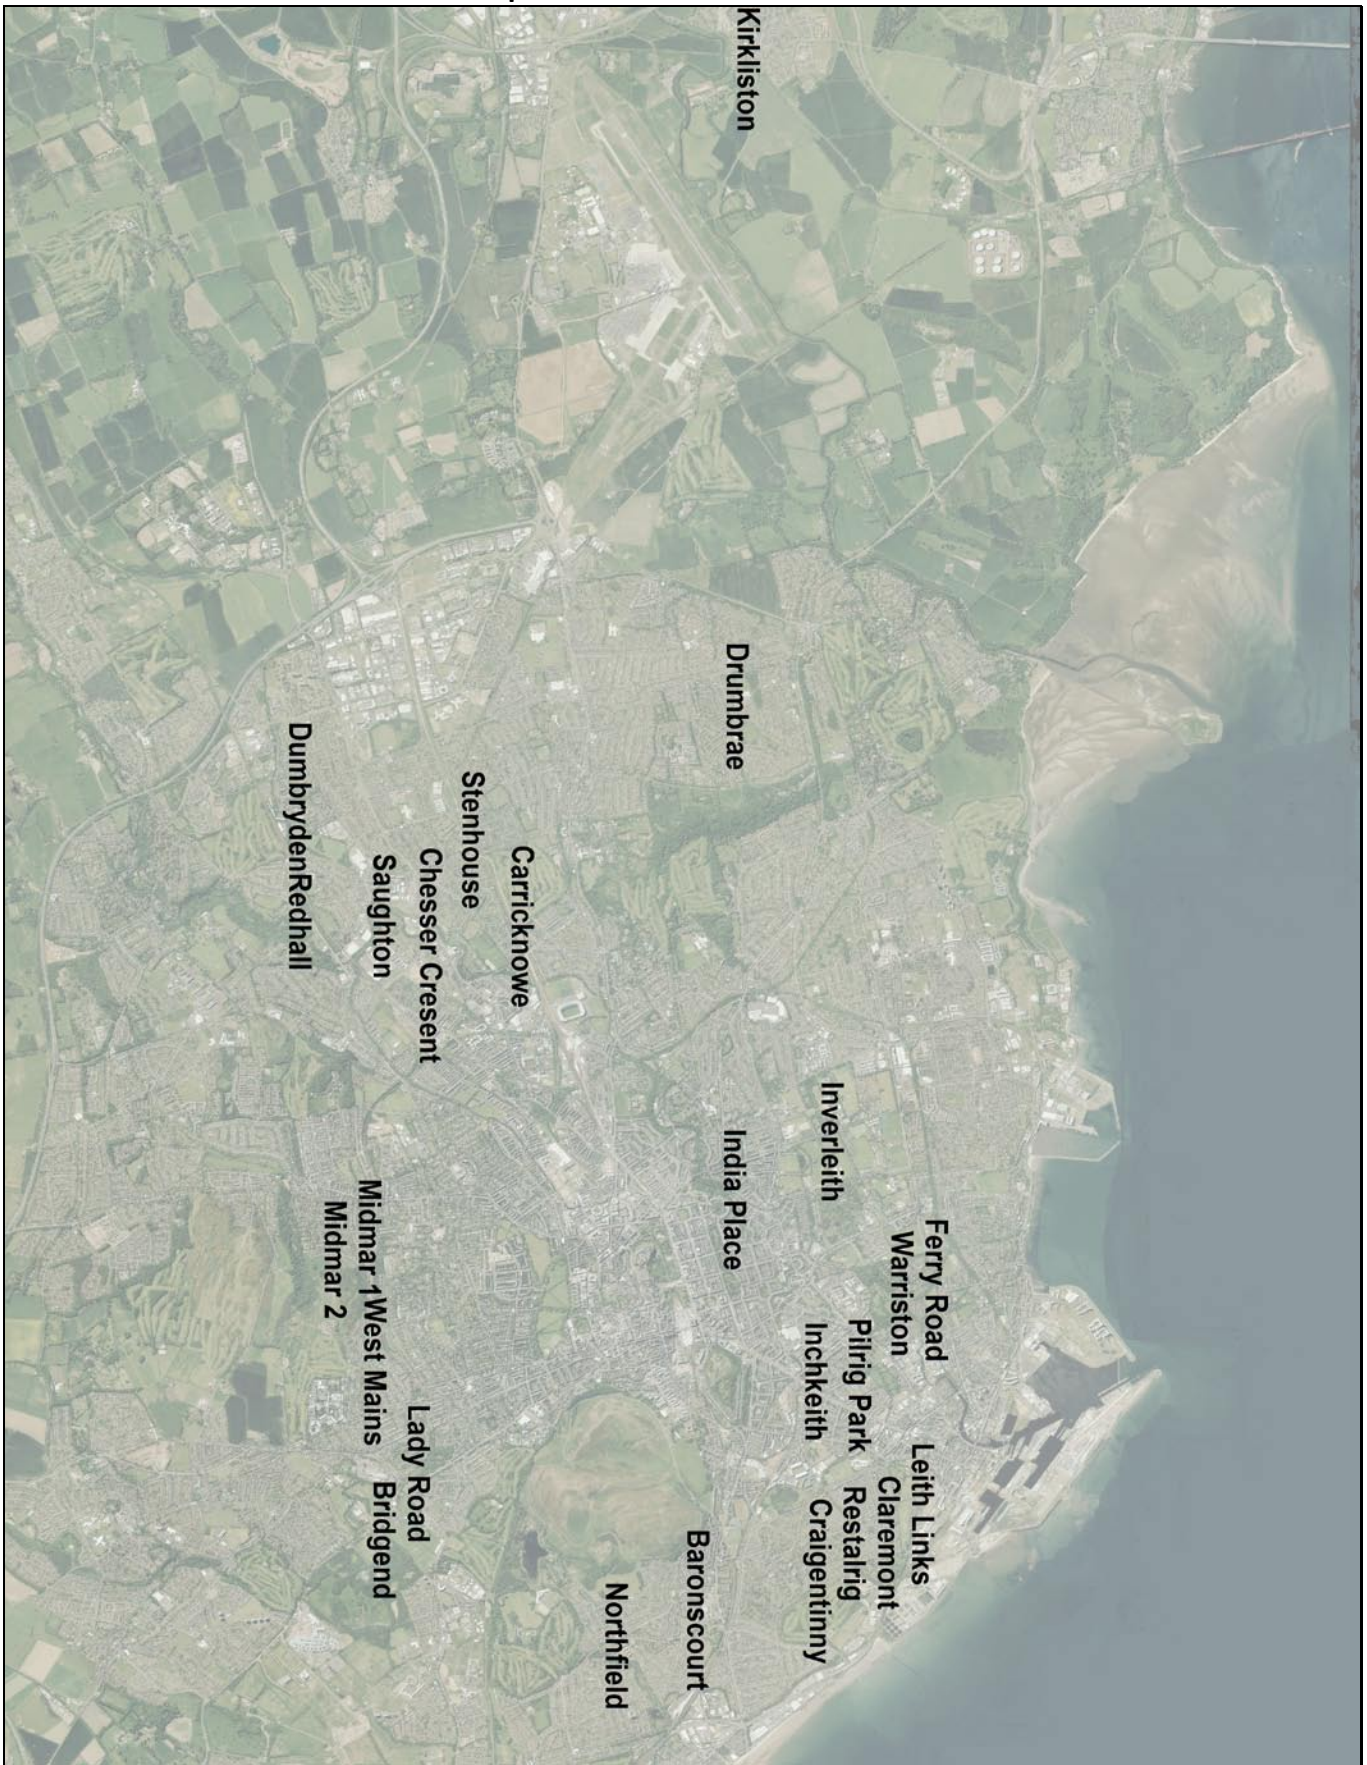 Ferry Road
Leith Links
Warriston
Claremont
Pilrig Park
Restalrig
Inverleith
Inchkeith
Craigentinny
Kirkliston
Drumbrae
India Place
Baronscourt
Northfield
Carricknowe
Stenhouse
Chesser Cresent
Lady Road
Saughton
Bridgend
Midmar 1West Mains
Midmar 2
DumbrydenRedhall